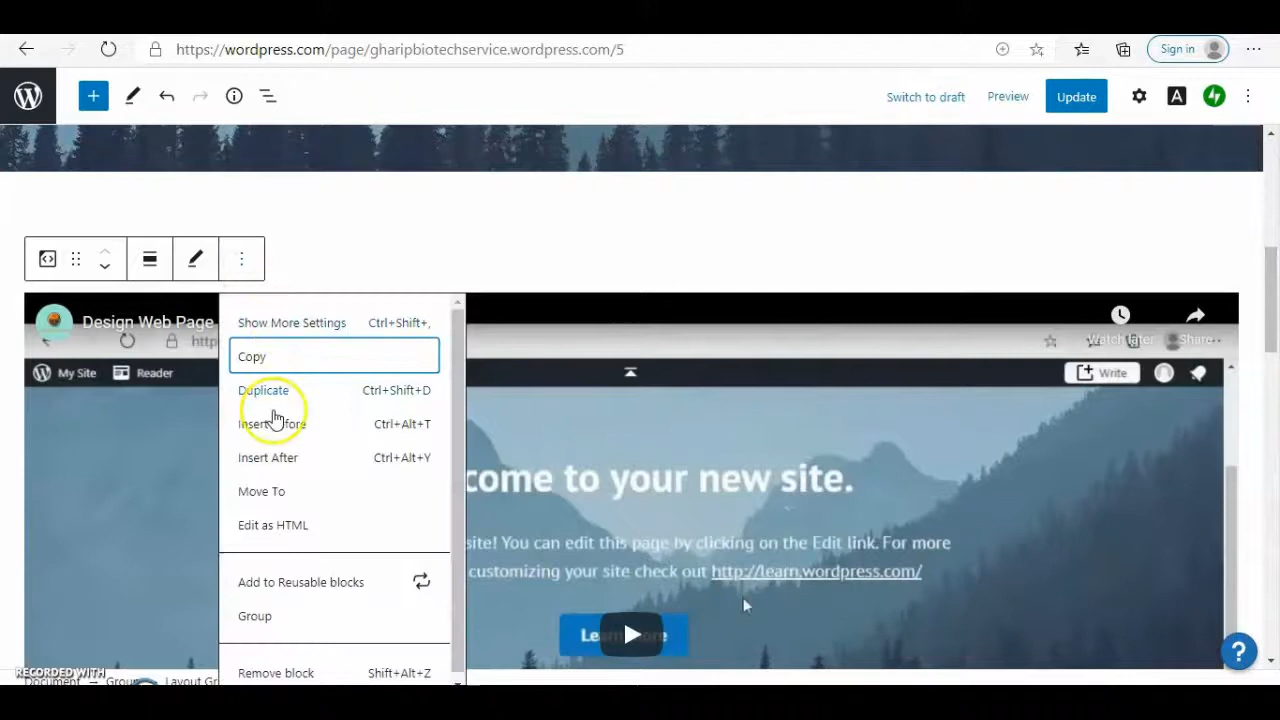 https://wordpress.com/page/gharipbiotechservice.wordpress.com/5
Sign in
Switch to draft
Preview
Update
Design Web Page
Watch later
Share
Show More Settings Ctrl+Shift+,
Copy
Duplicate Ctrl+Shift+D
Ctrl+Alt+T
Insert After Ctrl+Alt+Y
Move To
Edit as HTML
Add to Reusable blocks
Group
Remove block Shift+Alt+Z
My Site
Reader
Write
come to your new site.
site! You can edit this page by clicking on the Edit link. For more
customizing your site check out http://learn.wordpress.com/
RECORDED WITH
Document → Group